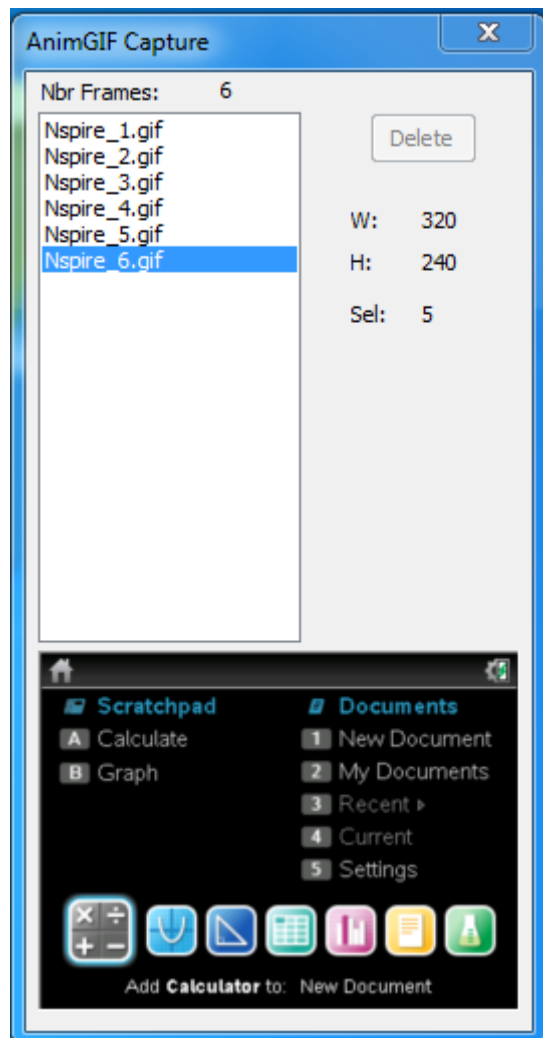 AnimGIF Capture
Nbr Frames: 6
Nspire_1.gif
Nspire_2.gif
Nspire_3.gif
Nspire_4.gif
Nspire_5.gif
Nspire_6.gif
Delete
W: 320
H: 240
Sel: 5
Scratchpad
A Calculate
B Graph
Documents
1 New Document
2 My Documents
3 Recent ▸
4 Current
5 Settings
Add Calculator to: New Document